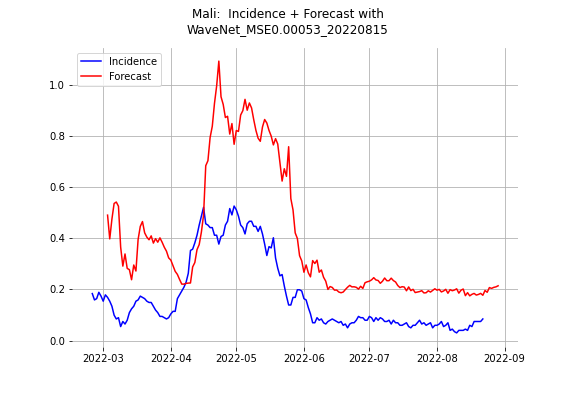 Mali:  Incidence + Forecast with
WaveNet_MSE0.00053_20220815
Incidence
Forecast
1.0
0.8
0.6
0.4
0.2
0.0
2022-03 2022-04 2022-05 2022-06 2022-07 2022-08 2022-09